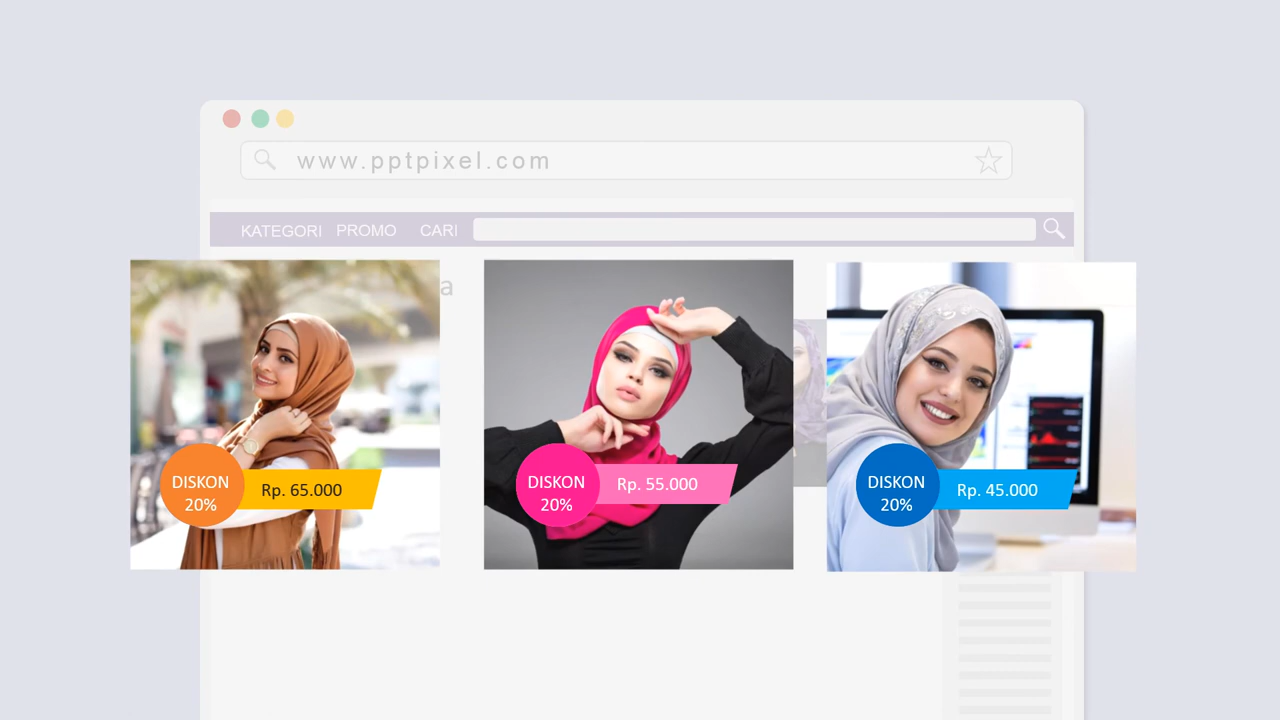 www.pptpixel.com
KATEGORI PROMO CARI
a
DISKON
20%
Rp. 65.000
DISKON
20%
Rp. 55.000
DISKON
20%
Rp. 45.000